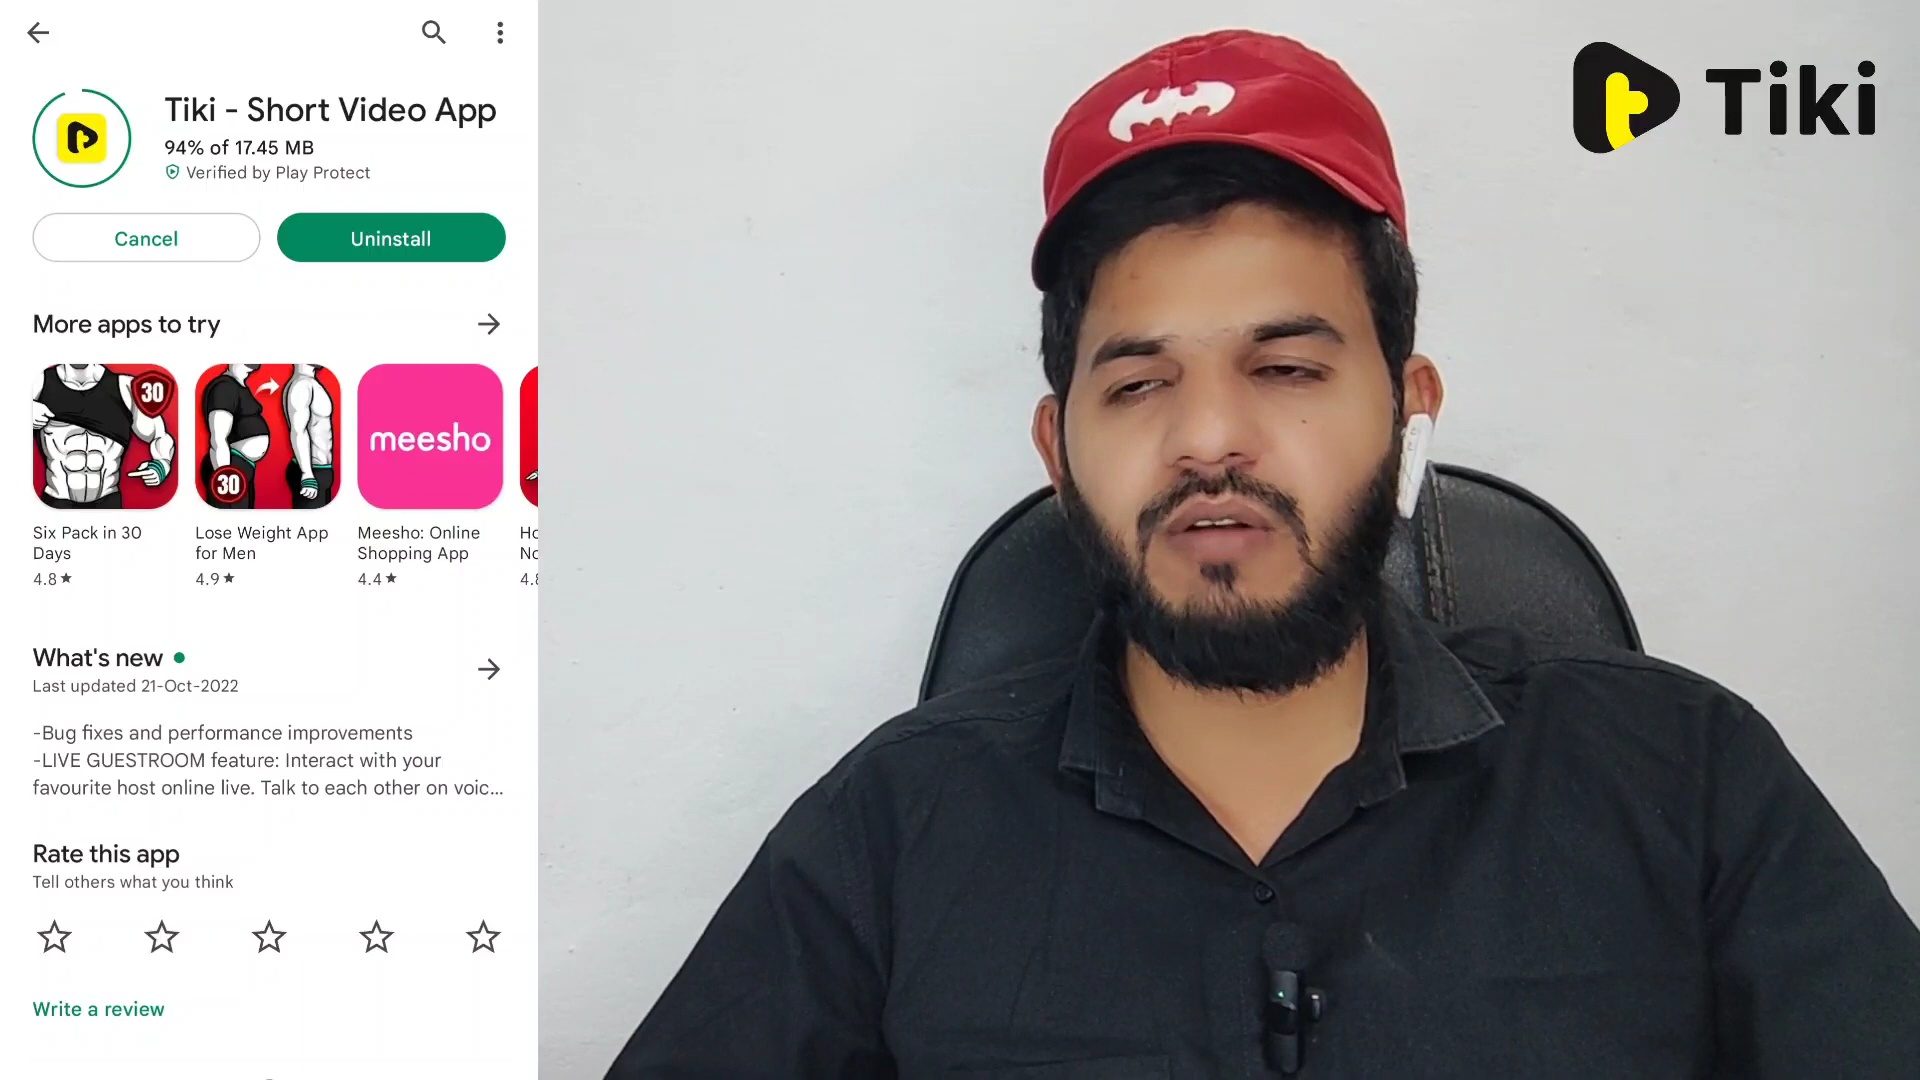 Tiki - Short Video App
94% of 17.45 MB
Verified by Play Protect
Cancel
Uninstall
More apps to try
30
30
meesho
Six Pack in 30
Days
4.8★
Lose Weight App
for Men
4.9★
Meesho: Online
Shopping App
4.4★
Ho
No
4.8
What's new
Last updated 21-Oct-2022
-Bug fixes and performance improvements
-LIVE GUESTROOM feature: Interact with your
favourite host online live. Talk to each other on voic...
Rate this app
Tell others what you think
Write a review
Tiki